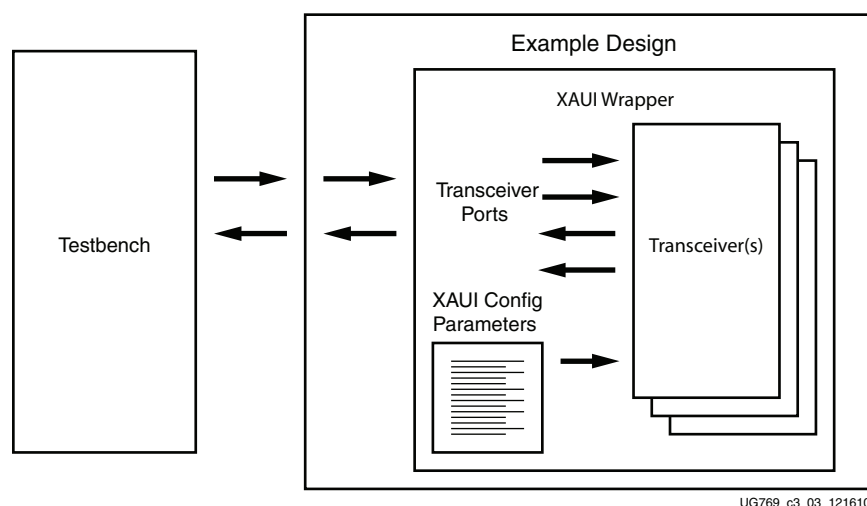 Example Design
XAUI Wrapper
Testbench
Transceiver
Ports
Transceiver(s)
XAUI Config
Parameters
UG769_c3_03_121610